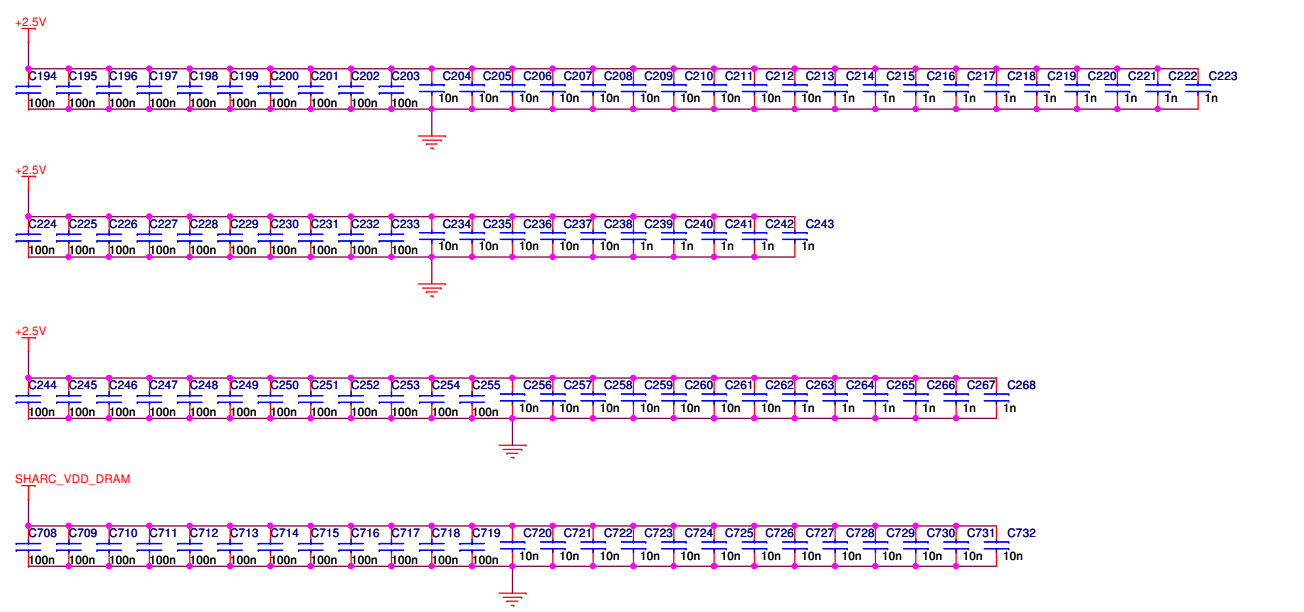 +2.5V
C194 C195 C196 C197 C198 C199 C200 C201 C202 C203 C204 C205 C206 C207 C208 C209 C210 C211 C212 C213 C214 C215 C216 C217 C218 C219 C220 C221 C222 C223
100n 100n 100n 100n 100n 100n 100n 100n 100n 100n 10n 10n 10n 10n 10n 10n 10n 10n 10n 10n 1n 1n 1n 1n 1n 1n 1n 1n 1n 1n
+2.5V
C224 C225 C226 C227 C228 C229 C230 C231 C232 C233 C234 C235 C236 C237 C238 C239 C240 C241 C242 C243
100n 100n 100n 100n 100n 100n 100n 100n 100n 100n 10n 10n 10n 10n 10n 1n 1n 1n 1n 1n
+2.5V
C244 C245 C246 C247 C248 C249 C250 C251 C252 C253 C254 C255 C256 C257 C258 C259 C260 C261 C262 C263 C264 C265 C266 C267 C268
100n 100n 100n 100n 100n 100n 100n 100n 100n 100n 100n 100n 10n 10n 10n 10n 10n 10n 10n 1n 1n 1n 1n 1n 1n
SHARC_VDD_DRAM
C708 C709 C710 C711 C712 C713 C714 C715 C716 C717 C718 C719 C720 C721 C722 C723 C724 C725 C726 C727 C728 C729 C730 C731 C732
100n 100n 100n 100n 100n 100n 100n 100n 100n 100n 100n 100n 10n 10n 10n 10n 10n 10n 10n 10n 10n 10n 10n 10n 10n